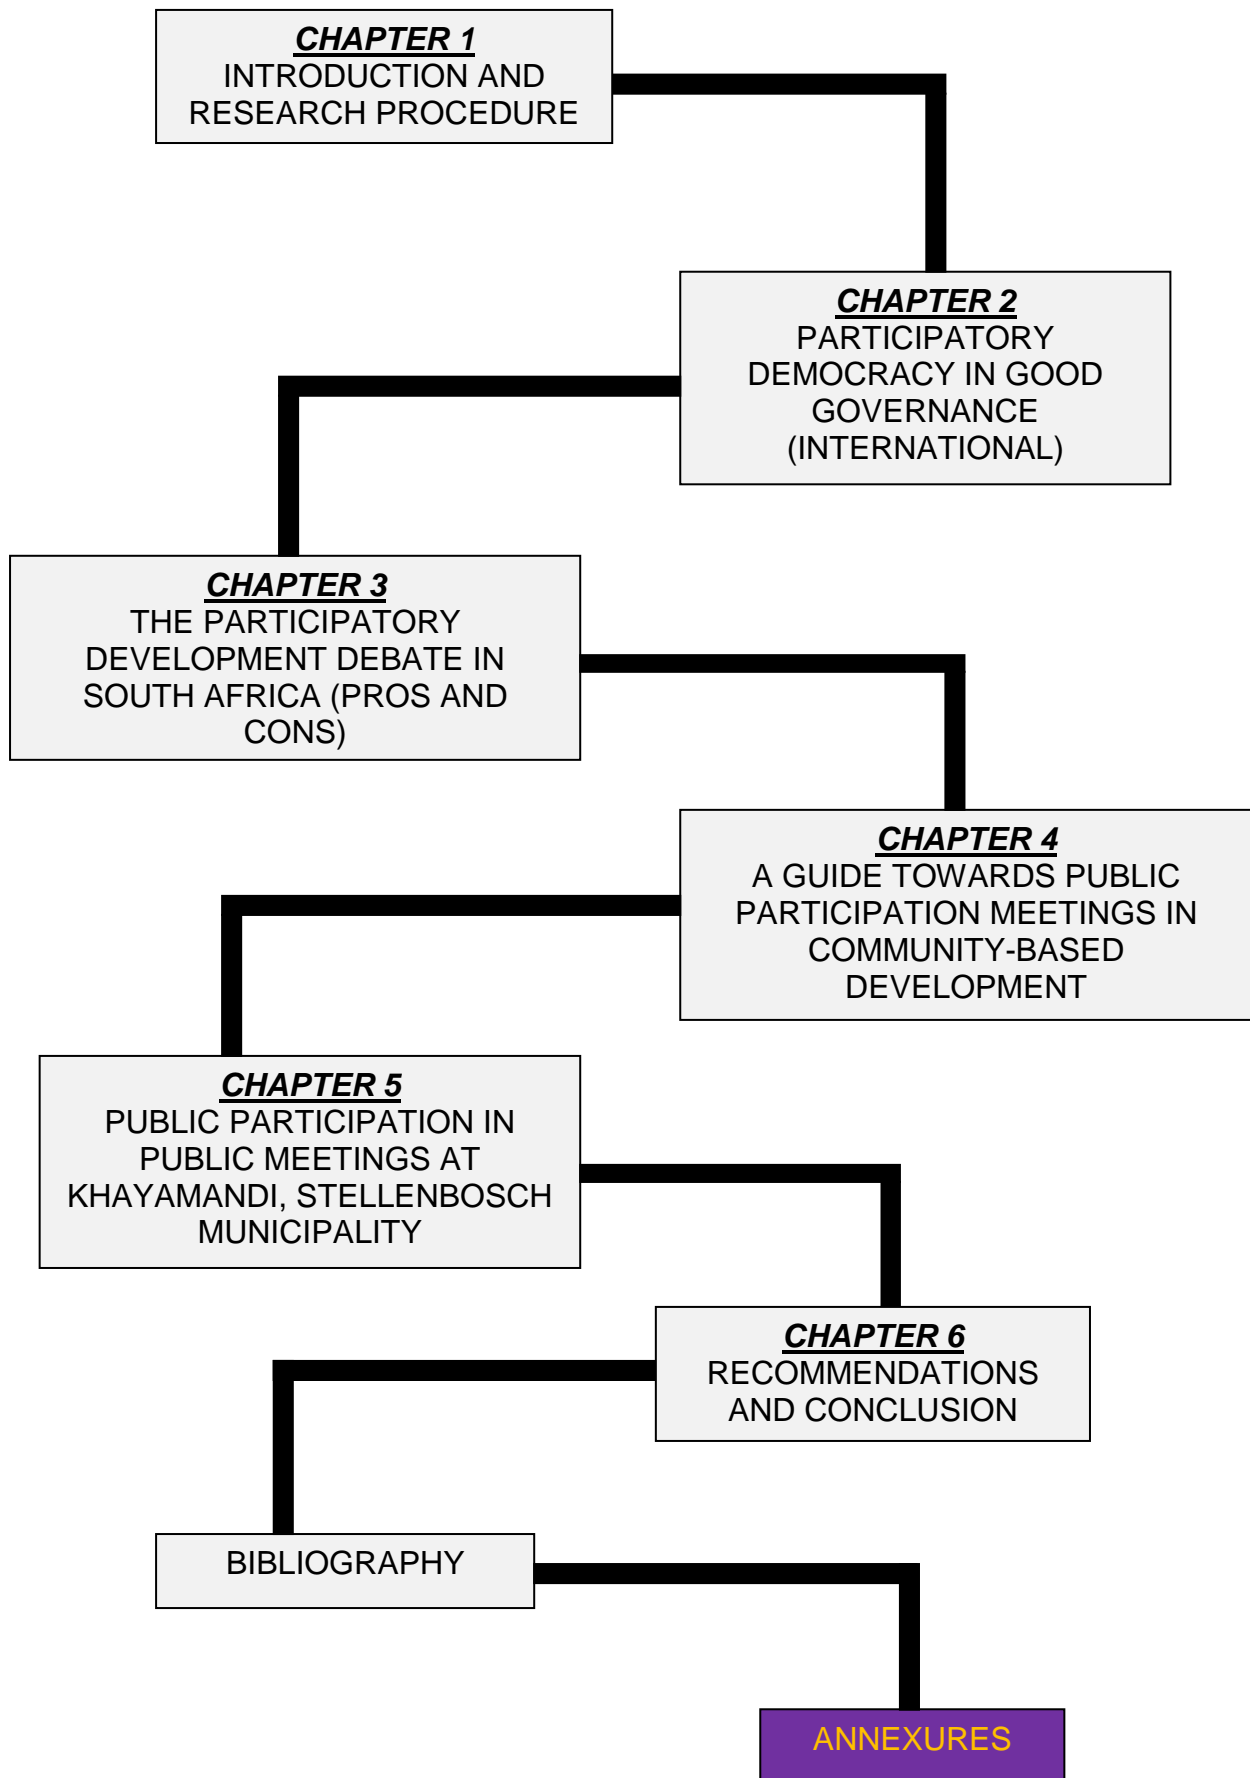 CHAPTER 1
INTRODUCTION AND
RESEARCH PROCEDURE
CHAPTER 2
PARTICIPATORY
DEMOCRACY IN GOOD
GOVERNANCE
(INTERNATIONAL)
CHAPTER 3
THE PARTICIPATORY
DEVELOPMENT DEBATE IN
SOUTH AFRICA (PROS AND
CONS)
CHAPTER 4
A GUIDE TOWARDS PUBLIC
PARTICIPATION MEETINGS IN
COMMUNITY-BASED
DEVELOPMENT
CHAPTER 5
PUBLIC PARTICIPATION IN
PUBLIC MEETINGS AT
KHAYAMANDI, STELLENBOSCH
MUNICIPALITY
CHAPTER 6
RECOMMENDATIONS
AND CONCLUSION
BIBLIOGRAPHY
ANNEXURES